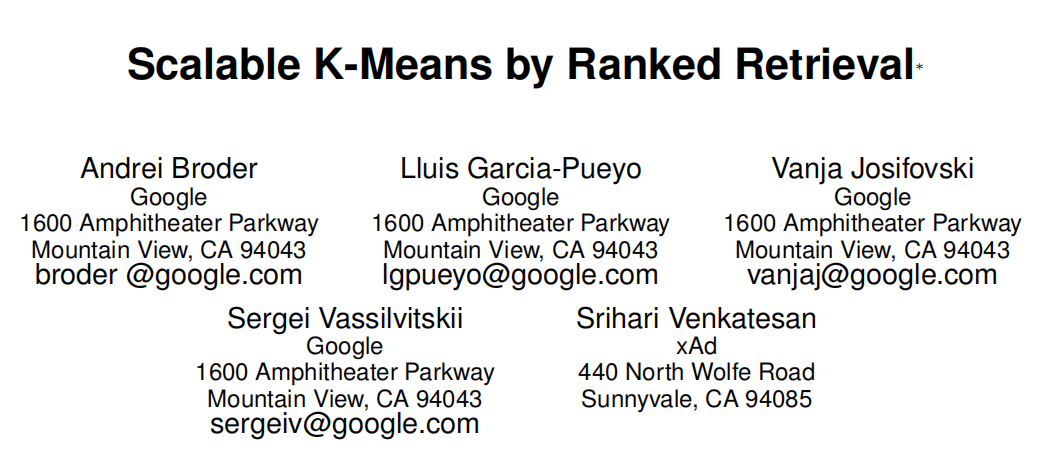 Scalable K-Means by Ranked Retrieval*
Andrei Broder
Google
1600 Amphitheater Parkway
Mountain View, CA 94043
broder @google.com
Lluis Garcia-Pueyo
Google
1600 Amphitheater Parkway
Mountain View, CA 94043
lgpueyo@google.com
Vanja Josifovski
Google
1600 Amphitheater Parkway
Mountain View, CA 94043
vanjaj@google.com
Sergei Vassilvitskii
Google
1600 Amphitheater Parkway
Mountain View, CA 94043
sergeiv@google.com
Srihari Venkatesan
xAd
440 North Wolfe Road
Sunnyvale, CA 94085